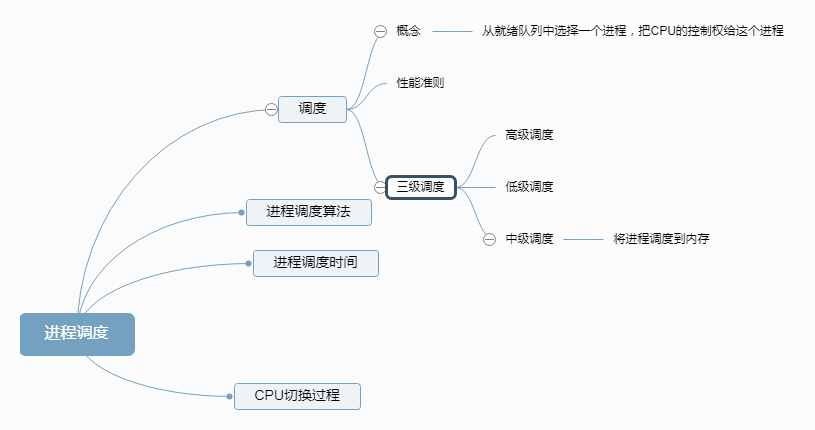 概念
从就绪队列中选择一个进程，把CPU的控制权给这个进程
性能准则
调度
高级调度
三级调度
低级调度
中级调度
将进程调度到内存
进程调度算法
进程调度时间
进程调度
CPU切换过程